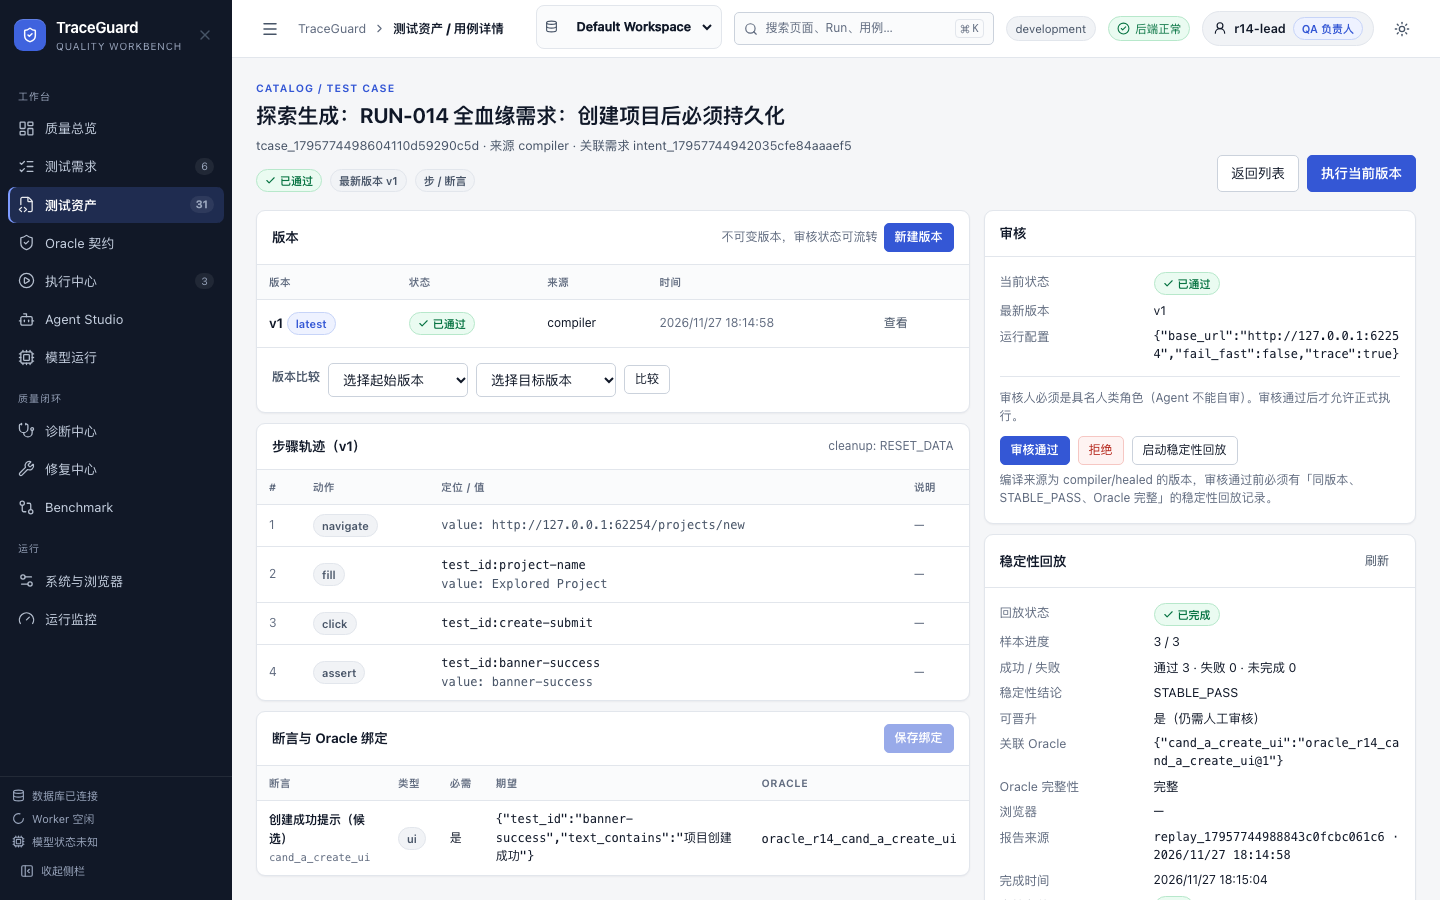 TraceGuard
QUALITY WORKBENCH
工作台
质量总览
测试需求 6
测试资产 31
Oracle 契约
执行中心 3
Agent Studio
模型运行
质量闭环
诊断中心
修复中心
Benchmark
运行
系统与浏览器
运行监控
数据库已连接
Worker 空闲
模型状态未知
收起侧栏
TraceGuard > 测试资产 / 用例详情
Default Workspace
搜索页面、Run、用例... ⌘ K
development
后端正常
r14-lead QA 负责人
CATALOG / TEST CASE
探索生成：RUN-014 全血缘需求：创建项目后必须持久化
tcase_1795774498604110d59290c5d · 来源 compiler · 关联需求 intent_17957744942035cfe84aaaef5
已通过 最新版本 v1 步 / 断言
返回列表 执行当前版本
版本 不可变版本，审核状态可流转 新建版本
版本 状态 来源 时间
v1 latest 已通过 compiler 2026/11/27 18:14:58 查看
版本比较 选择起始版本 选择目标版本 比较
步骤轨迹（v1） cleanup: RESET_DATA
# 动作 定位 / 值 说明
1 navigate value: http://127.0.0.1:62254/projects/new —
2 fill test_id:project-name —
value: Explored Project
3 click test_id:create-submit —
4 assert test_id:banner-success —
value: banner-success
断言与 Oracle 绑定 保存绑定
断言 类型 必需 期望 ORACLE
创建成功提示（候
选）
cand_a_create_ui
ui
是
{"test_id":"banner-
success","text_contains":"项目创建
成功"}
oracle_r14_cand_a_create_ui
审核
当前状态 已通过
最新版本 v1
运行配置 {"base_url":"http://127.0.0.1:6225
4","fail_fast":false,"trace":true}
审核人必须是具名人类角色（Agent 不能自审）。审核通过后才允许正式执
行。
审核通过 拒绝 启动稳定性回放
编译来源为 compiler/healed 的版本，审核通过前必须有「同版本、
STABLE_PASS、Oracle 完整」的稳定性回放记录。
稳定性回放 刷新
回放状态 已完成
样本进度 3 / 3
成功 / 失败 通过 3 · 失败 0 · 未完成 0
稳定性结论 STABLE_PASS
可晋升 是（仍需人工审核）
关联 Oracle {"cand_a_create_ui":"oracle_r14_ca
nd_a_create_ui@1"}
Oracle 完整性 完整
浏览器 —
报告来源 replay_17957744988843c0fcbc061c6 ·
2026/11/27 18:14:58
完成时间 2026/11/27 18:15:04